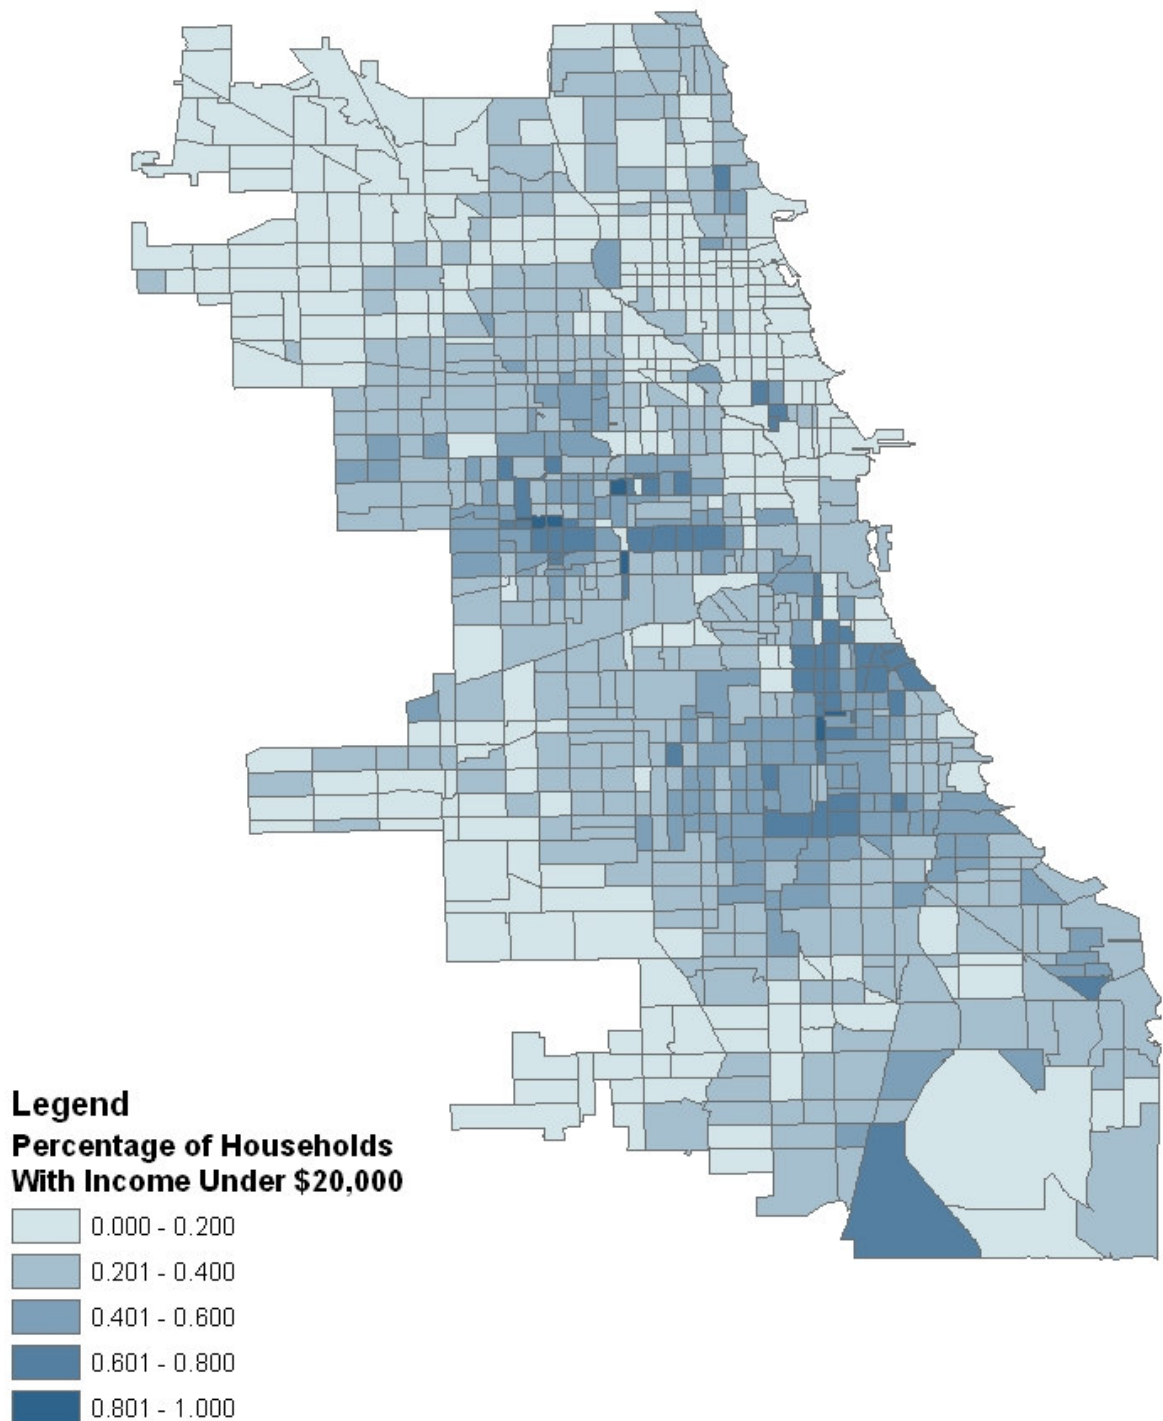 Legend
Percentage of Households
With Income Under $20,000
0.000 - 0.200
0.201 - 0.400
0.401 - 0.600
0.601 - 0.800
0.801 - 1.000